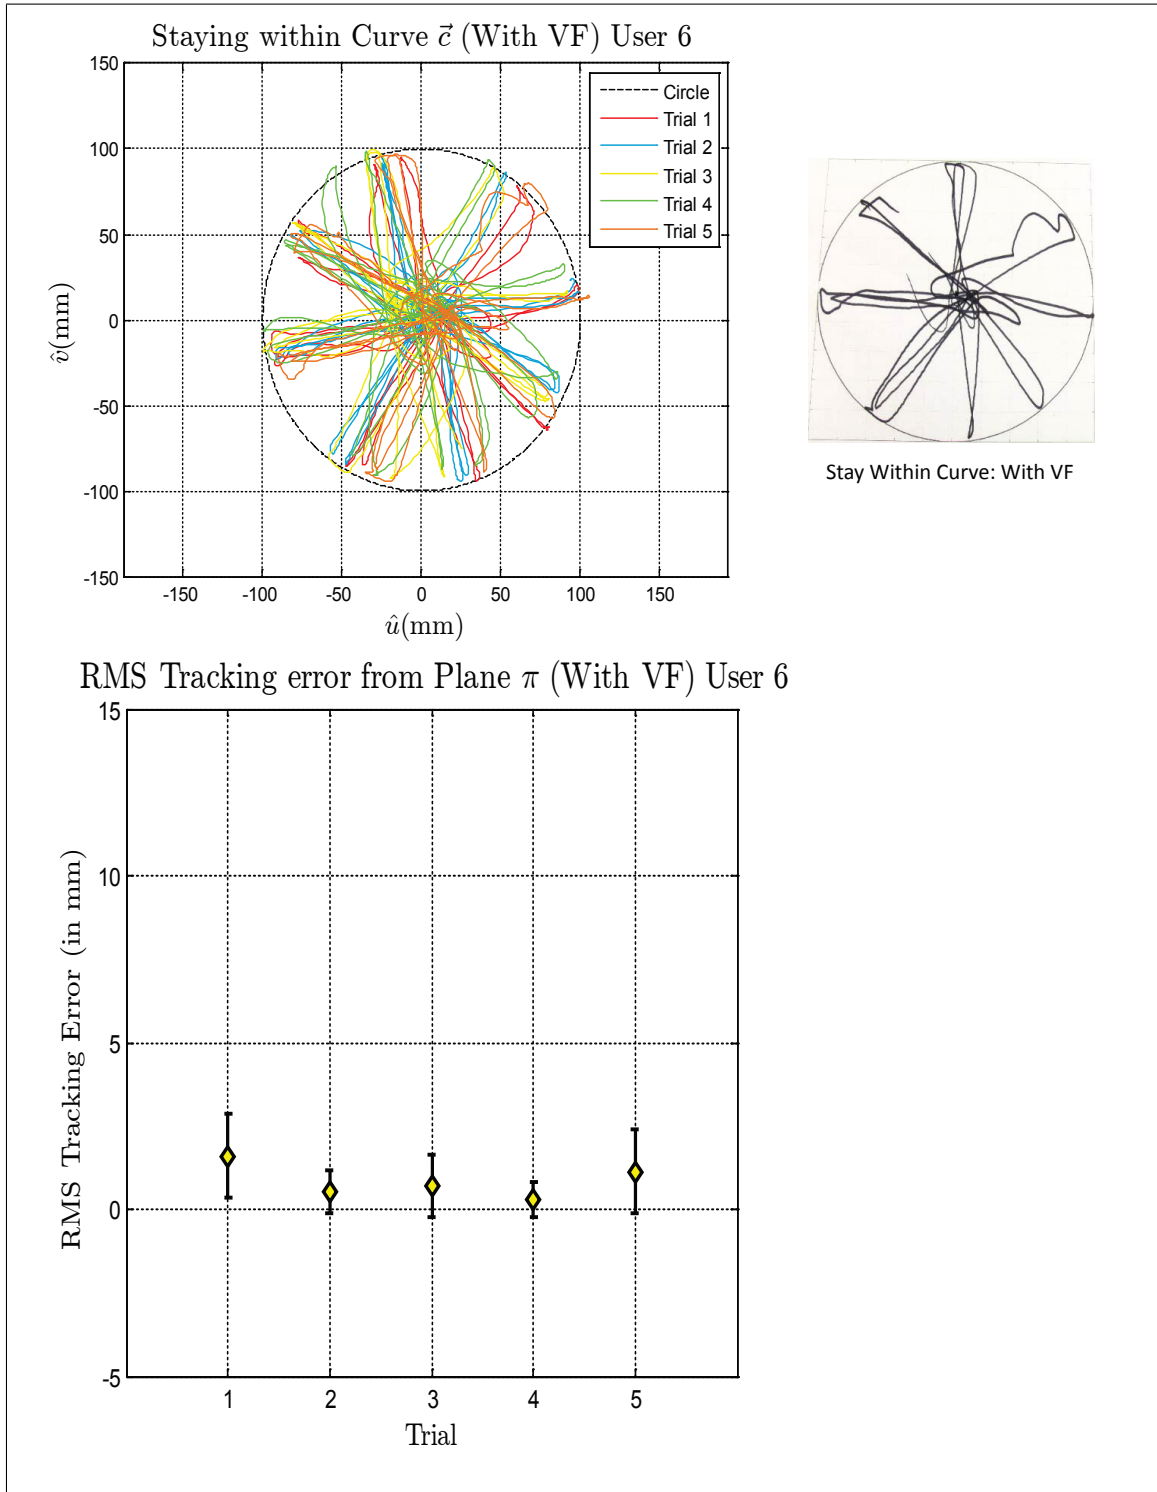 Staying within Curve c⃗ (With VF) User 6
150
100
50
0
-50
-100
-150
v̂(mm)
-150 -100 -50 0 50 100 150
û(mm)
Circle
Trial 1
Trial 2
Trial 3
Trial 4
Trial 5
Stay Within Curve: With VF
RMS Tracking error from Plane π (With VF) User 6
15
10
5
0
-5
RMS Tracking Error (in mm)
1 2 3 4 5
Trial